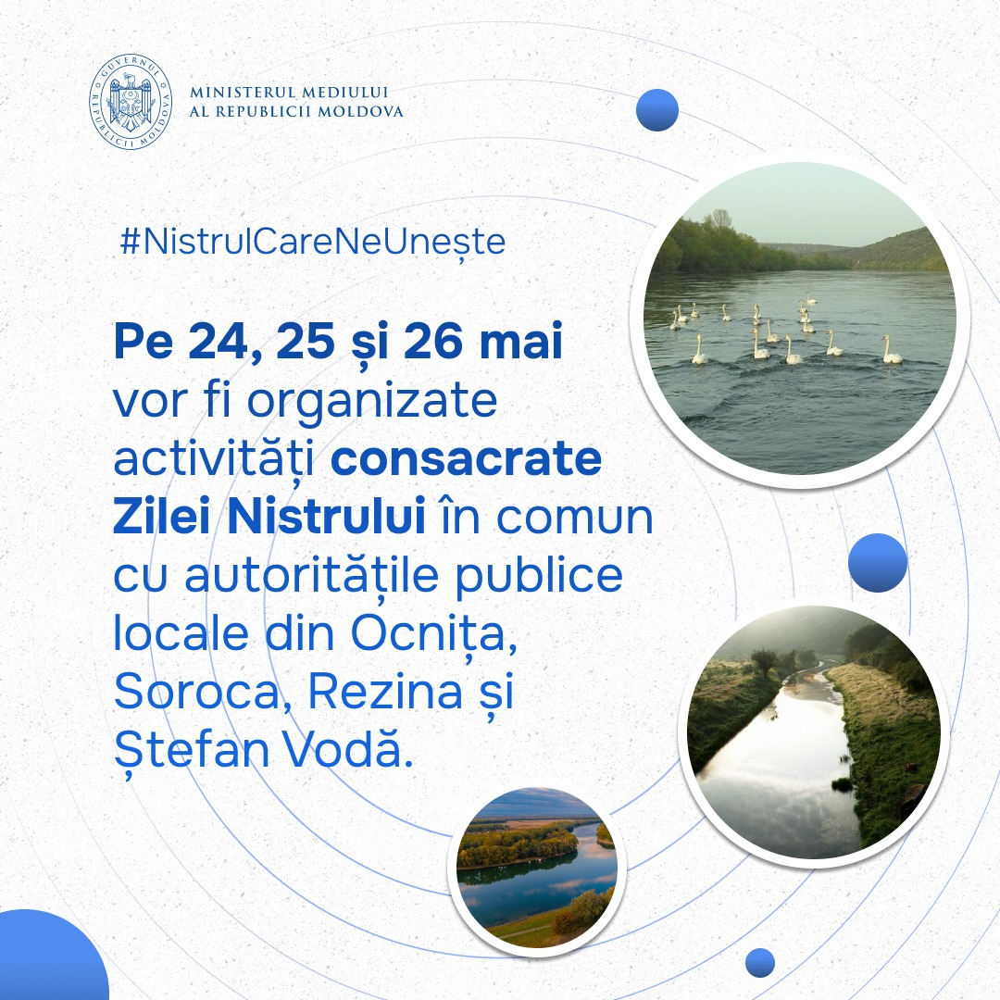 GUVERNUL
REPUBLICII MOLDOVA
MINISTERUL MEDIULUI
AL REPUBLICII MOLDOVA
#NistrulCareNeUnește
Pe 24, 25 și 26 mai
vor fi organizate
activități consacrate
Zilei Nistrului în comun
cu autoritățile publice
locale din Ocnița,
Soroca, Rezina și
Ștefan Vodă.